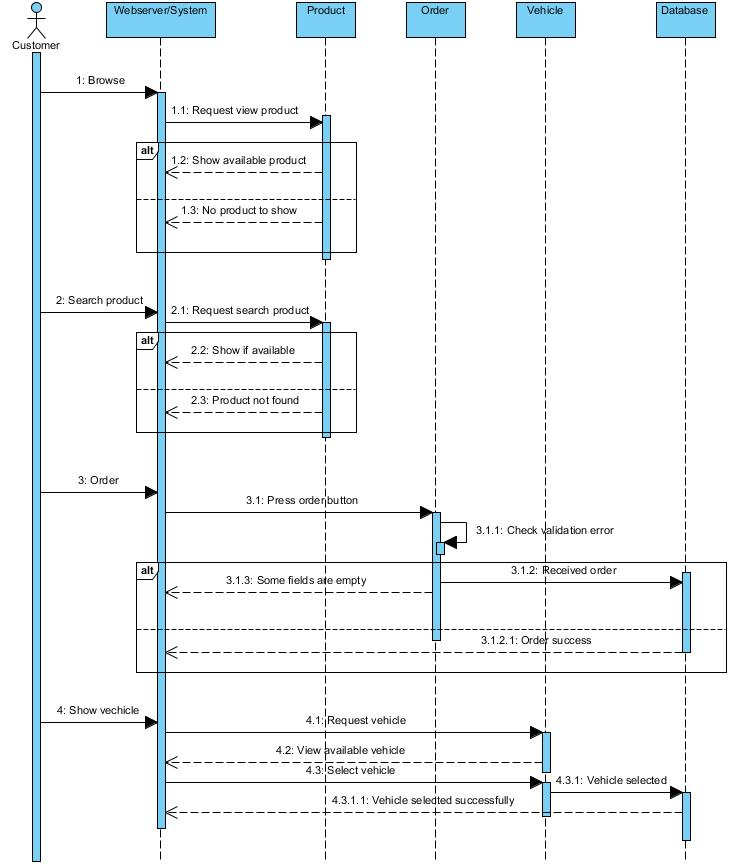 Webserver/System
Product
Order
Vehicle
Database
Customer
1: Browse
1.1: Request view product
alt
1.2: Show available product
1.3: No product to show
2: Search product
2.1: Request search product
alt
2.2: Show if available
2.3: Product not found
3: Order
3.1: Press order button
3.1.1: Check validation error
alt
3.1.2: Received order
3.1.3: Some fields are empty
3.1.2.1: Order success
4: Show vechicle
4.1: Request vehicle
4.2: View available vehicle
4.3: Select vehicle
4.3.1: Vehicle selected
4.3.1.1: Vehicle selected successfully